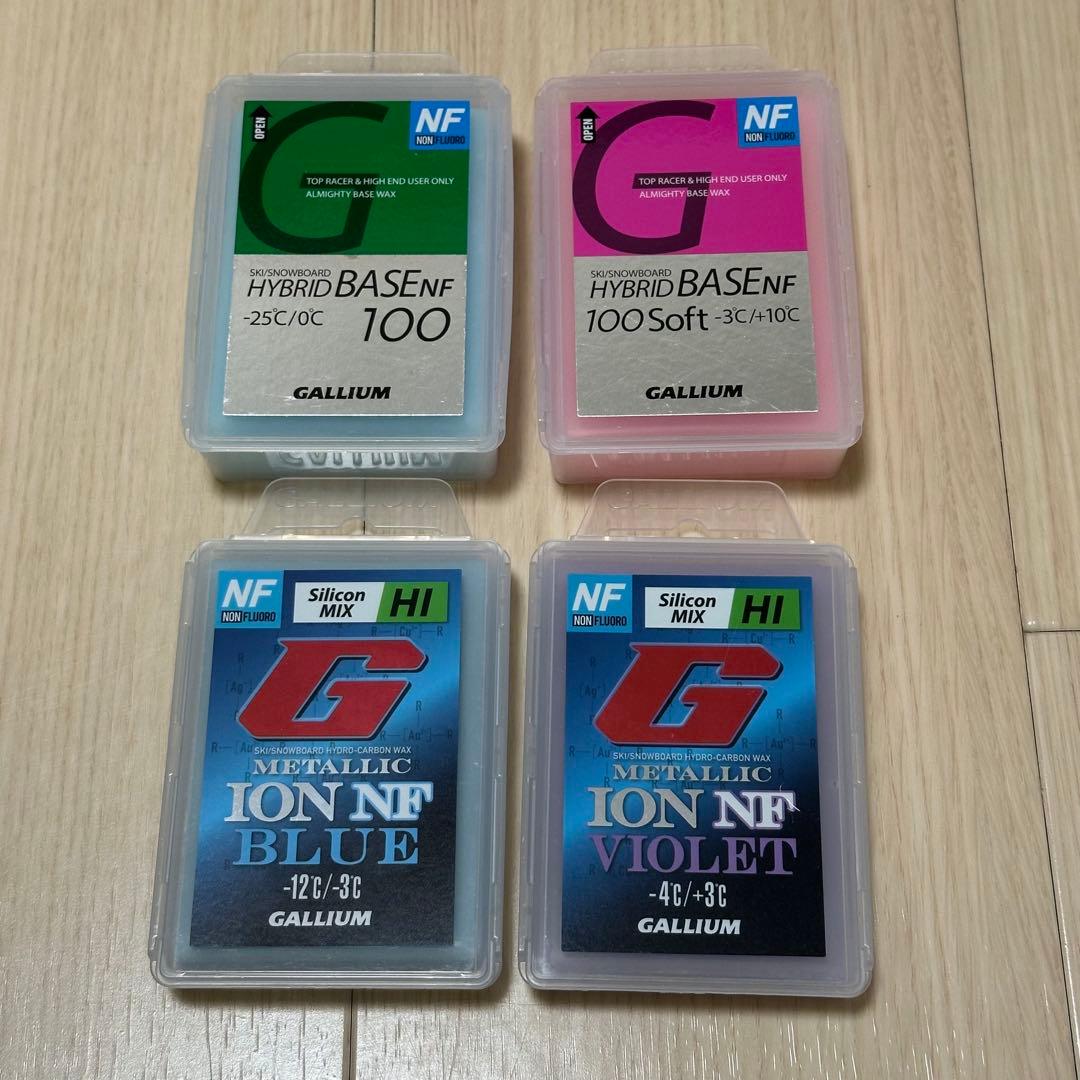 OPEN
G
NF
NON FLUORO
TOP RACER & HIGH END USER ONLY
ALMIGHTY BASE WAX
SKI/SNOWBOARD
HYBRID BASE NF
-25℃/0℃ 100
GALLIUM
OPEN
G
NF
NON FLUORO
TOP RACER & HIGH END USER ONLY
ALMIGHTY BASE WAX
SKI/SNOWBOARD
HYBRID BASE NF
100 Soft -3℃/+10℃
GALLIUM
NF
NON FLUORO
Silicon
MIX
HI
G
SKI/SNOWBOARD HYDRO-CARBON WAX
METALLIC
ION NF
BLUE
-12℃/-3℃
GALLIUM
NF
NON FLUORO
Silicon
MIX
HI
G
SKI/SNOWBOARD HYDRO-CARBON WAX
METALLIC
ION NF
VIOLET
-4℃/+3℃
GALLIUM